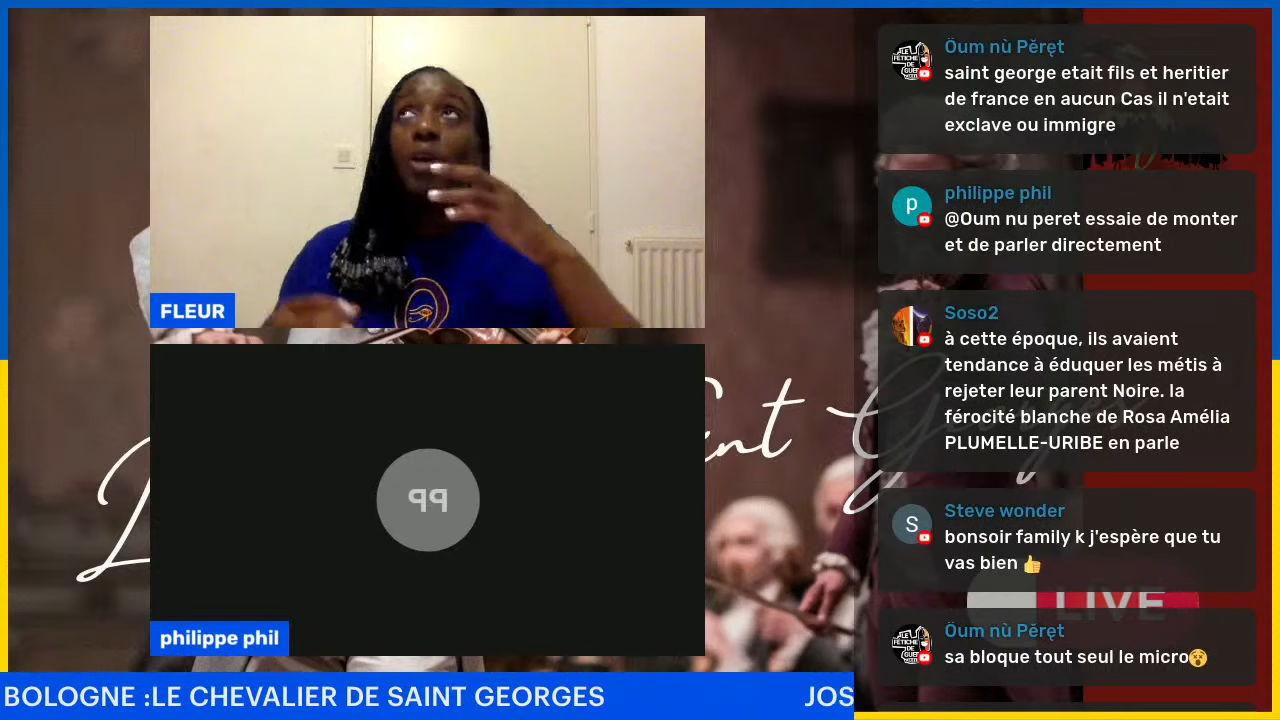 FLEUR
ꟼꟼ
philippe phil
BOLOGNE :LE CHEVALIER DE SAINT GEORGES
JOS
Öum nù Pĕręt
saint george etait fils et heritier
de france en aucun Cas il n'etait
exclave ou immigre
p
philippe phil
@Oum nu peret essaie de monter
et de parler directement
Soso2
à cette époque, ils avaient
tendance à éduquer les métis à
rejeter leur parent Noire. la
férocité blanche de Rosa Amélia
PLUMELLE-URIBE en parle
S
Steve wonder
bonsoir family k j'espère que tu
vas bien 👍
LIVE
Öum nù Pĕręt
sa bloque tout seul le micro😵